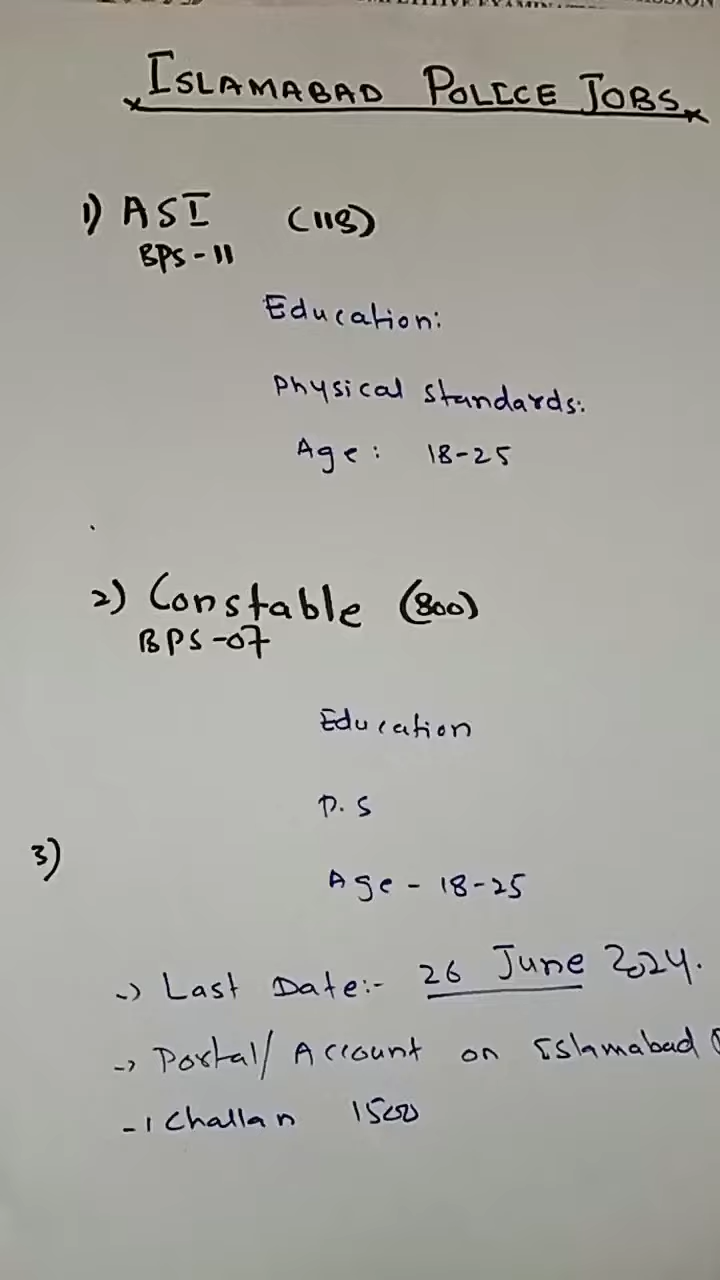 ISLAMABAD POLICE JOBS
1) ASI (118)
BPS-11
Education:
Physical standards:
Age: 18-25
2) Constable (800)
BPS-07
Education
P.S
3)
Age - 18-25
-> Last Date:- 26 June 2024.
-> Portal/ Account on Islamabad
-> Challan 1500